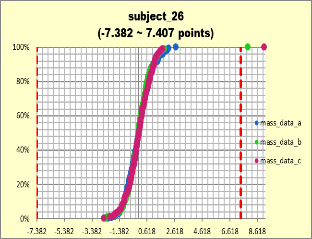 subject_26
(-7.382 ~ 7.407 points)
100%
80%
60%
40%
20%
0%
mass_data_a
mass_data_b
mass_data_c
-7.382 -5.382 -3.382 -1.382 0.618 2.618 4.618 6.618 8.618